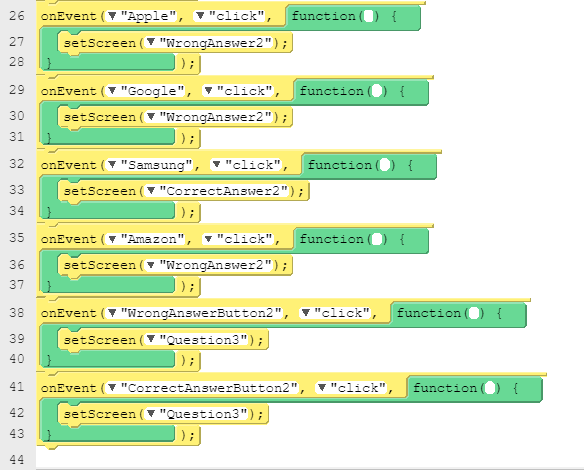 26 onEvent(▼"Apple", ▼"click", function( ) {
27 setScreen(▼"WrongAnswer2");
28 } );
29 onEvent(▼"Google", ▼"click", function( ) {
30 setScreen(▼"WrongAnswer2");
31 } );
32 onEvent(▼"Samsung", ▼"click", function( ) {
33 setScreen(▼"CorrectAnswer2");
34 } );
35 onEvent(▼"Amazon", ▼"click", function( ) {
36 setScreen(▼"WrongAnswer2");
37 } );
38 onEvent(▼"WrongAnswerButton2", ▼"click", function( ) {
39 setScreen(▼"Question3");
40 } );
41 onEvent(▼"CorrectAnswerButton2", ▼"click", function( ) {
42 setScreen(▼"Question3");
43 } );
44